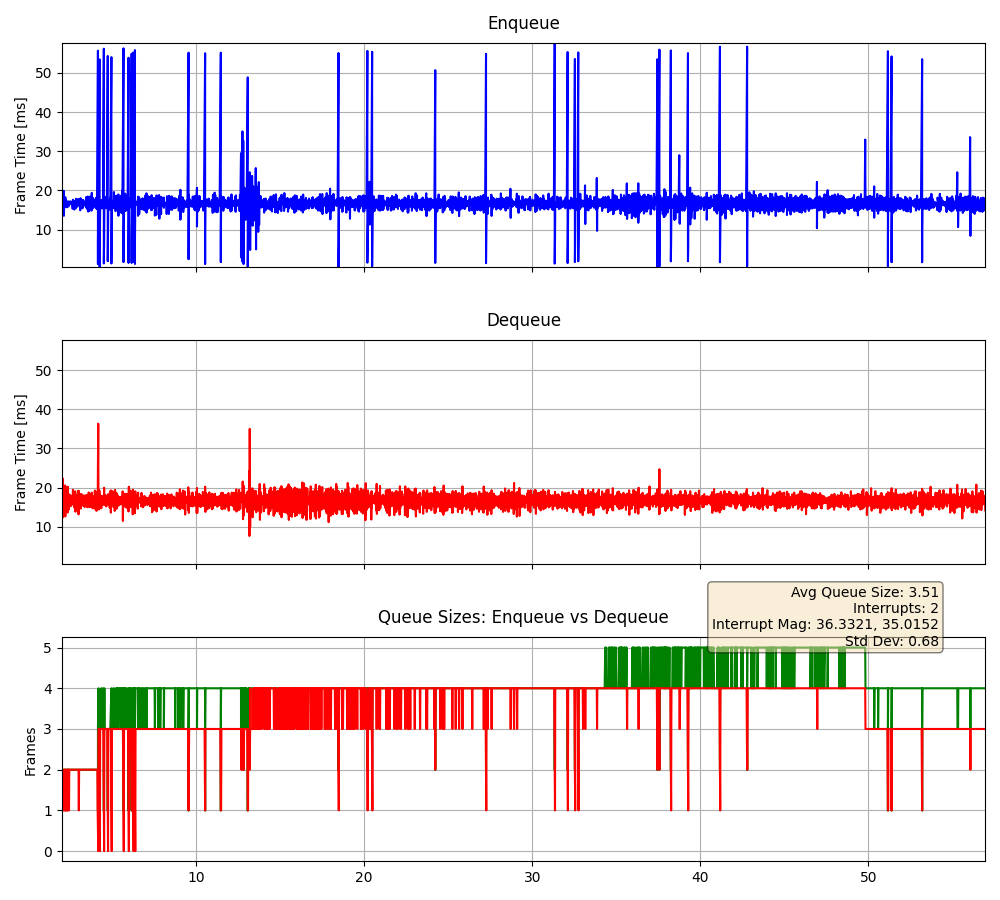 Enqueue
Frame Time [ms]
50
40
30
20
10
Dequeue
Frame Time [ms]
50
40
30
20
10
Avg Queue Size: 3.51
Interrupts: 2
Interrupt Mag: 36.3321, 35.0152
Std Dev: 0.68
Queue Sizes: Enqueue vs Dequeue
Frames
5
4
3
2
1
0
10 20 30 40 50